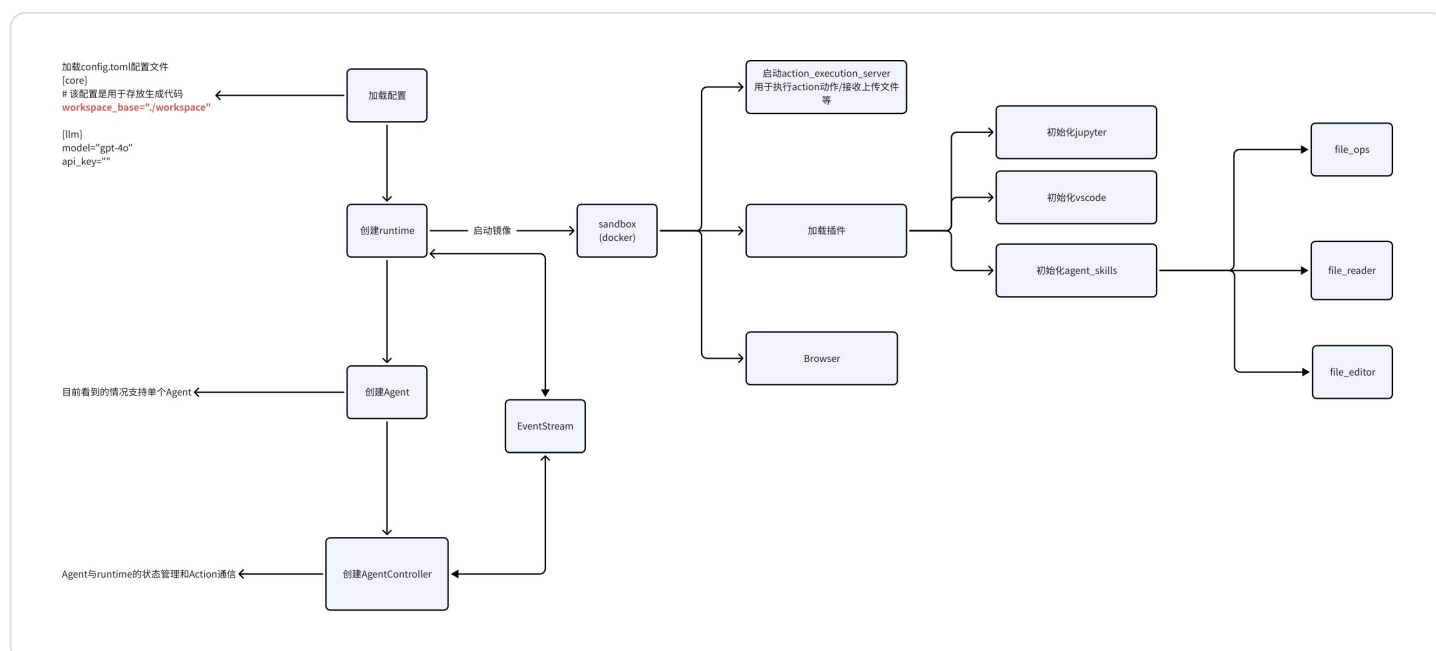 加载config.toml配置文件
[core]
# 该配置是用于存放生成代码
workspace_base="./workspace"
[llm]
model="gpt-4o"
api_key=""
加载配置
创建runtime
启动镜像
sandbox
(docker)
启动action_execution_server
用于执行action动作/接收上传文件
等
加载插件
Browser
初始化jupyter
初始化vscode
初始化agent_skills
file_ops
file_reader
file_editor
目前看到的情况支持单个Agent
创建Agent
EventStream
Agent与runtime的状态管理和Action通信
创建AgentController